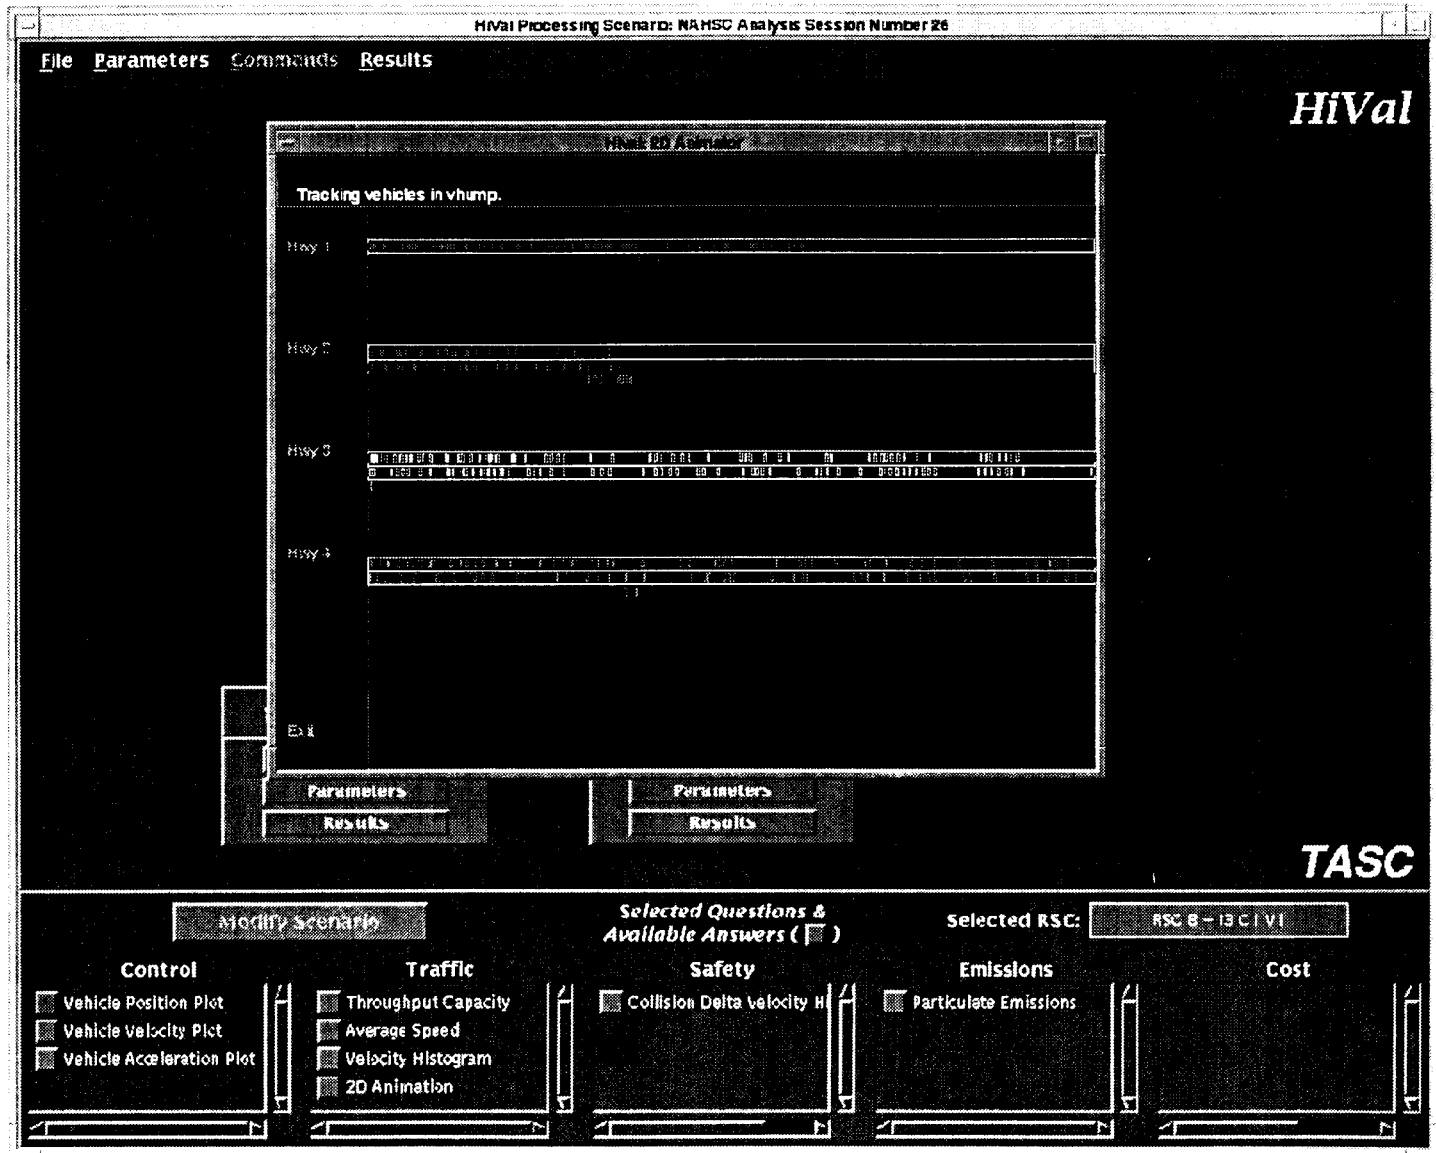 HiVal Processing Scenario: NAHSC Analysis Session Number 26
File Parameters Commands Results
HiVal
2D Animator
Tracking vehicles in vhump.
Hwy 1
Hwy 2
Hwy 3
Hwy 4
Exit
Parameters Parameters
Results Results
TASC
Modify Scenario
Selected Questions &
Available Answers ( )
Selected RSC:
Control Traffic Safety Emissions Cost
Vehicle Position Plot Throughput Capacity Collision Delta Velocity Hi Particulate Emissions
Vehicle Velocity Plot Average Speed
Vehicle Acceleration Plot Velocity Histogram
2D Animation